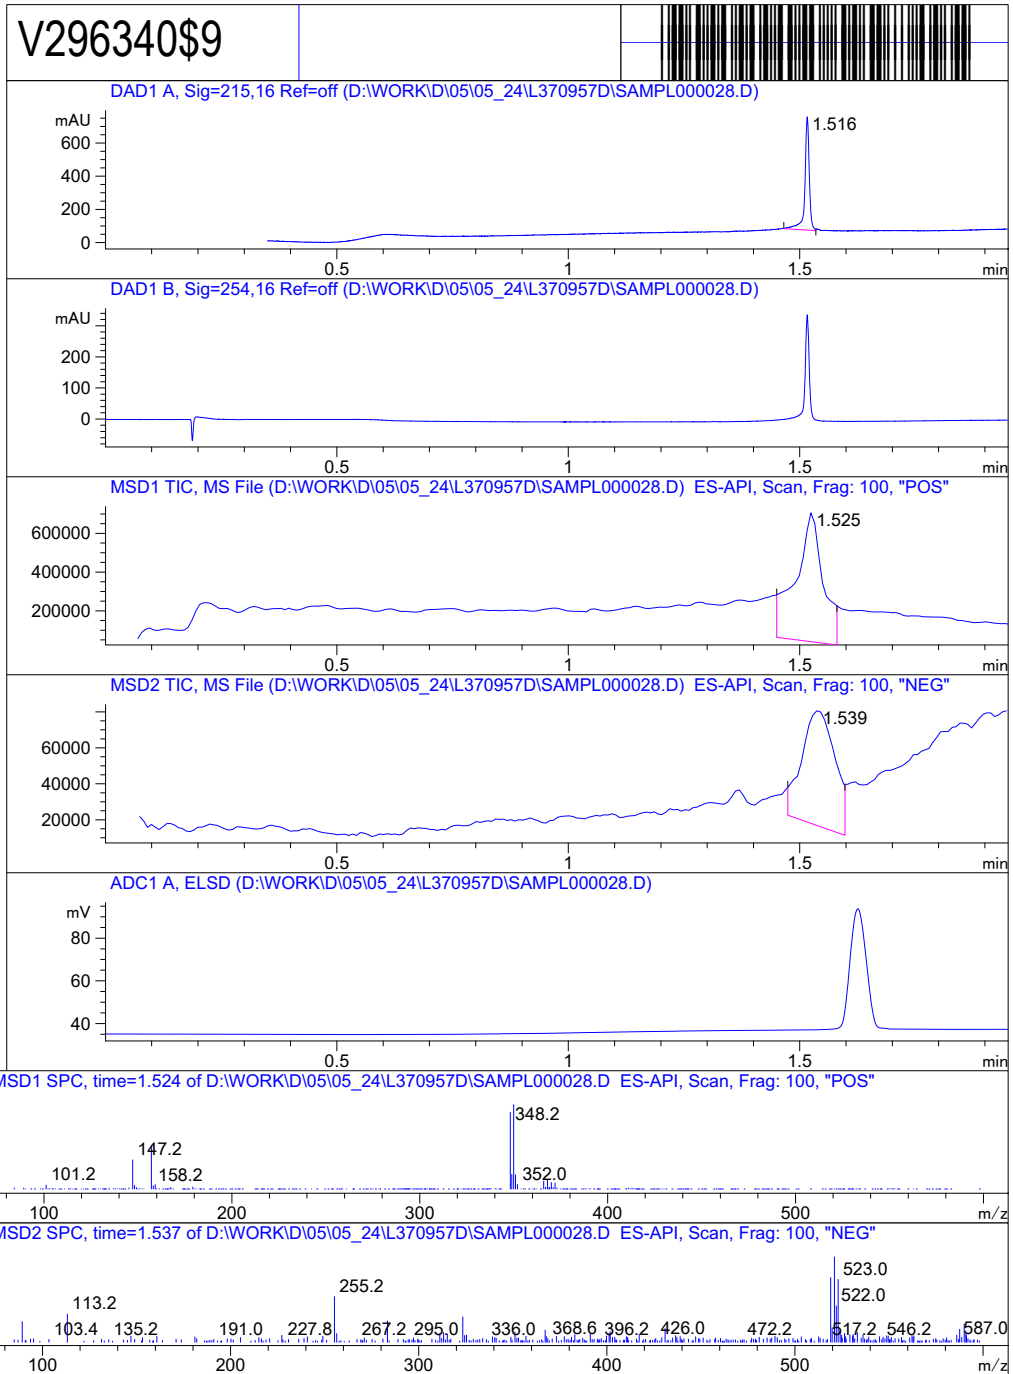 V296340$9
DAD1 A, Sig=215,16 Ref=off (D:\WORK\D\05\05_24\L370957D\SAMPL000028.D)
mAU
600
400
200
0
1.516
0.5 1 1.5 min
DAD1 B, Sig=254,16 Ref=off (D:\WORK\D\05\05_24\L370957D\SAMPL000028.D)
mAU
200
100
0
0.5 1 1.5 min
MSD1 TIC, MS File (D:\WORK\D\05\05_24\L370957D\SAMPL000028.D) ES-API, Scan, Frag: 100, "POS"
600000
400000
200000
1.525
0.5 1 1.5 min
MSD2 TIC, MS File (D:\WORK\D\05\05_24\L370957D\SAMPL000028.D) ES-API, Scan, Frag: 100, "NEG"
60000
40000
20000
1.539
0.5 1 1.5 min
ADC1 A, ELSD (D:\WORK\D\05\05_24\L370957D\SAMPL000028.D)
mV
80
60
40
0.5 1 1.5 min
MSD1 SPC, time=1.524 of D:\WORK\D\05\05_24\L370957D\SAMPL000028.D ES-API, Scan, Frag: 100, "POS"
348.2
147.2
101.2 158.2 352.0
100 200 300 400 500 m/z
MSD2 SPC, time=1.537 of D:\WORK\D\05\05_24\L370957D\SAMPL000028.D ES-API, Scan, Frag: 100, "NEG"
523.0
255.2
522.0
113.2
103.4 135.2 191.0 227.8 267.2 295.0 336.0 368.6 396.2 426.0 472.2 517.2 546.2 587.0
100 200 300 400 500 m/z